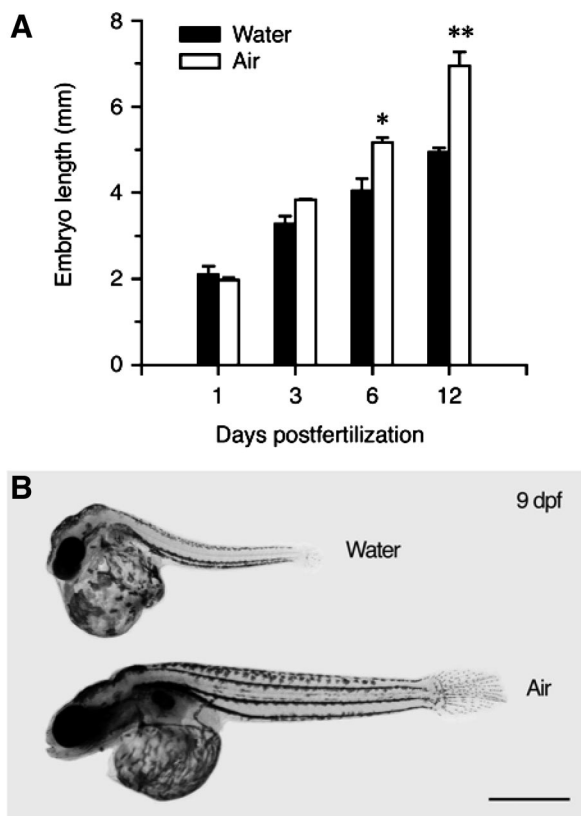 A
8
Water
Air
**
6
*
Embryo length (mm)
4
2
0
1 3 6 12
Days postfertilization
B
9 dpf
Water
Air